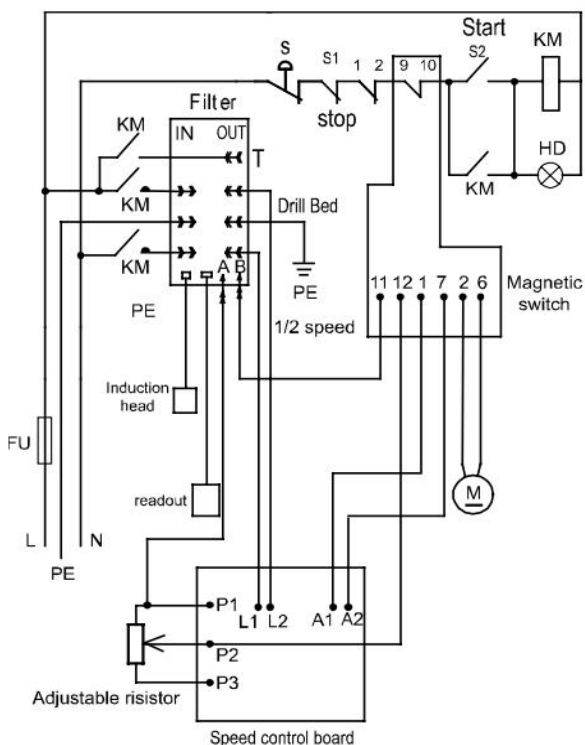 Start
S
S1
1
2
9
10
S2
KM
stop
Filter
KM
IN
OUT
T
HD
KM
KM
Drill Bed
KM
A
B
PE
PE
1/2 speed
11
12
1
7
2
6
Magnetic
switch
Induction
head
FU
readout
M
L
N
PE
P1
L1
L2
A1
A2
P2
P3
Adjustable risistor
Speed control board